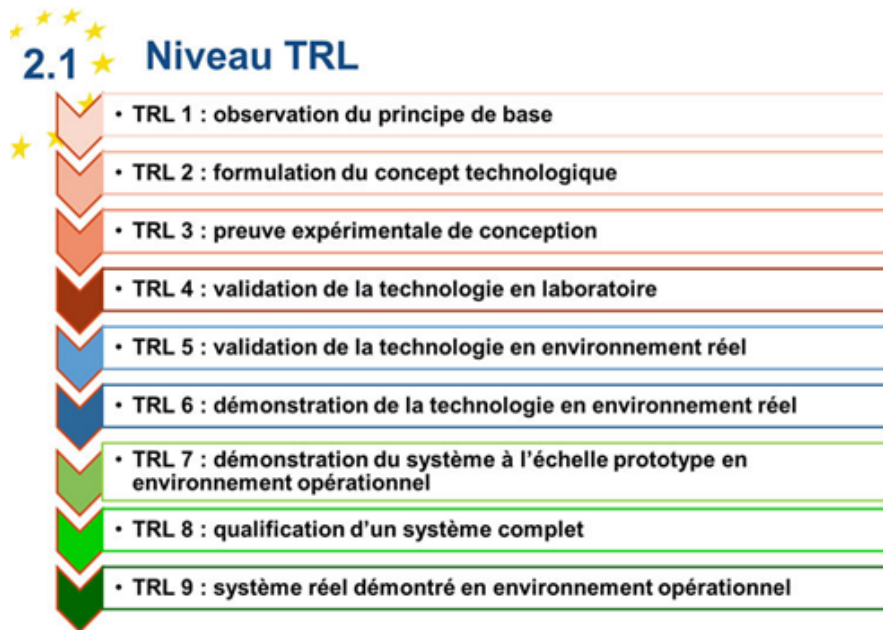 2.1 Niveau TRL
• TRL 1 : observation du principe de base
• TRL 2 : formulation du concept technologique
• TRL 3 : preuve expérimentale de conception
• TRL 4 : validation de la technologie en laboratoire
• TRL 5 : validation de la technologie en environnement réel
• TRL 6 : démonstration de la technologie en environnement réel
• TRL 7 : démonstration du système à l’échelle prototype en
environnement opérationnel
• TRL 8 : qualification d’un système complet
• TRL 9 : système réel démontré en environnement opérationnel